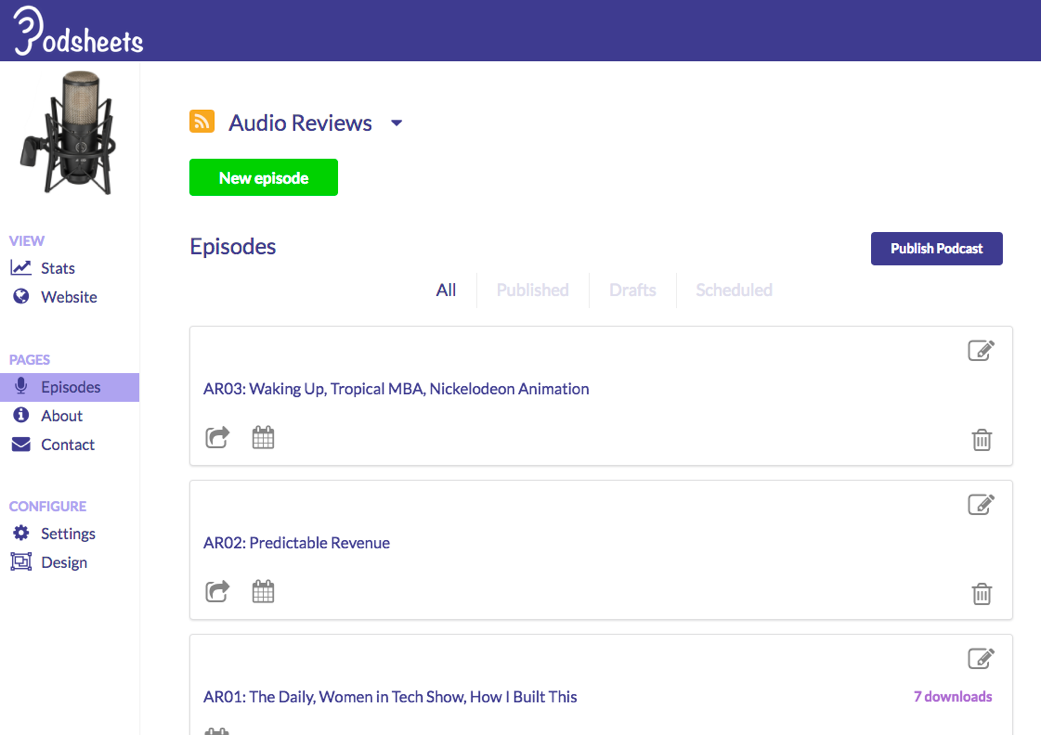 Podsheets
Audio Reviews
New episode
VIEW
Stats
Website
Episodes
Publish Podcast
All
Published
Drafts
Scheduled
PAGES
Episodes
About
Contact
AR03: Waking Up, Tropical MBA, Nickelodeon Animation
CONFIGURE
Settings
Design
AR02: Predictable Revenue
AR01: The Daily, Women in Tech Show, How I Built This
7 downloads